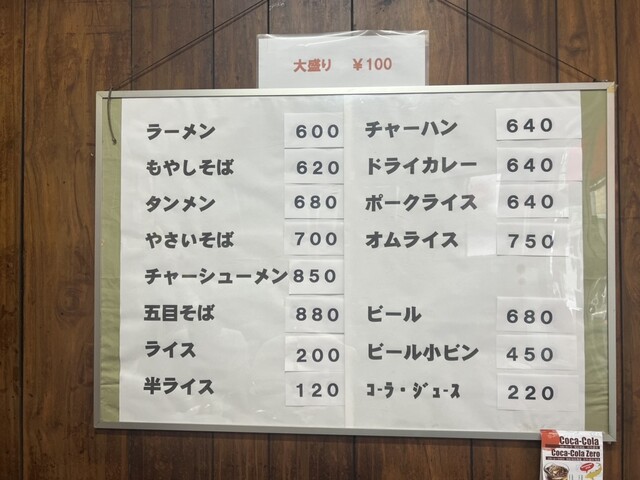 大盛り ￥100
ラーメン 600
もやしそば 620
タンメン 680
やさいそば 700
チャーシューメン 850
五目そば 880
ライス 200
半ライス 120
チャーハン 640
ドライカレー 640
ポークライス 640
オムライス 750
ビール 680
ビール小ビン 450
ｺｰﾗ・ｼﾞｭｰｽ 220
Coca-Cola
Coca-Cola Zero